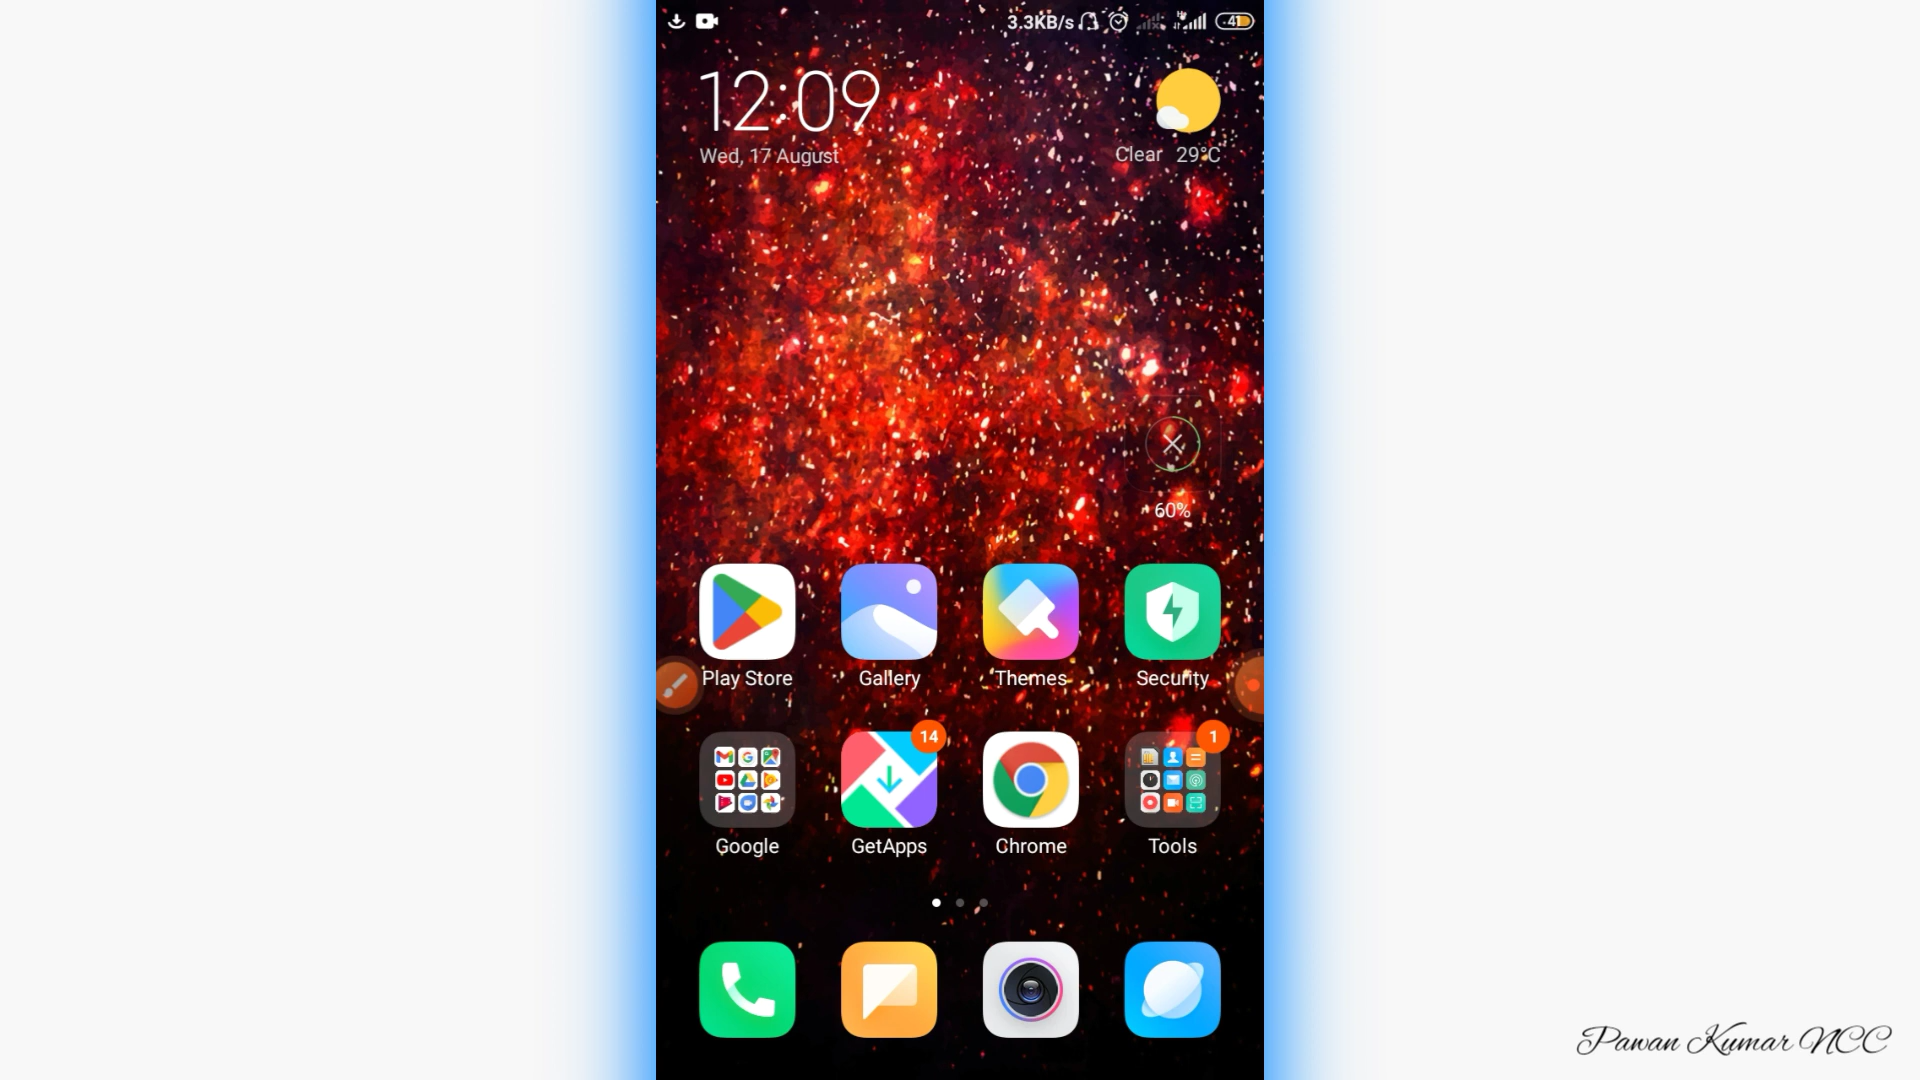 3.3KB/s 41
12:09
Wed, 17 August
Clear 29°C
60%
Play Store Gallery Themes Security
14 1
Google GetApps Chrome Tools
Pawan Kumar NCC